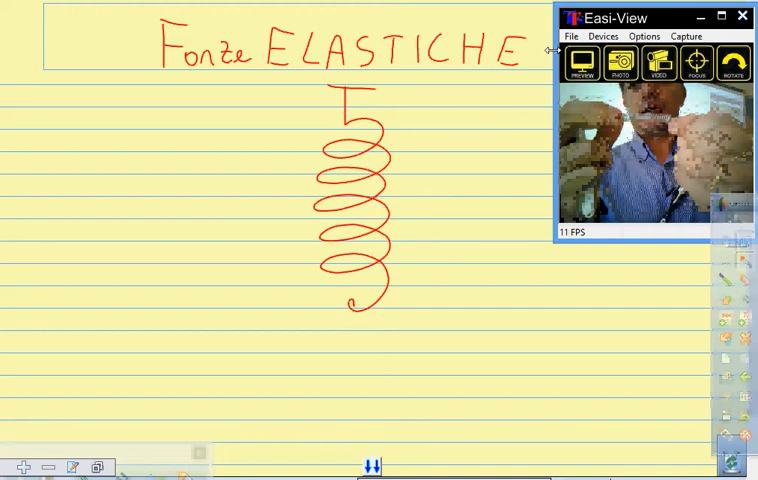 Forze ELASTICHE
Easi-View
File Devices Options Capture
PREVIEW PHOTO VIDEO FOCUS ROTATE
11 FPS